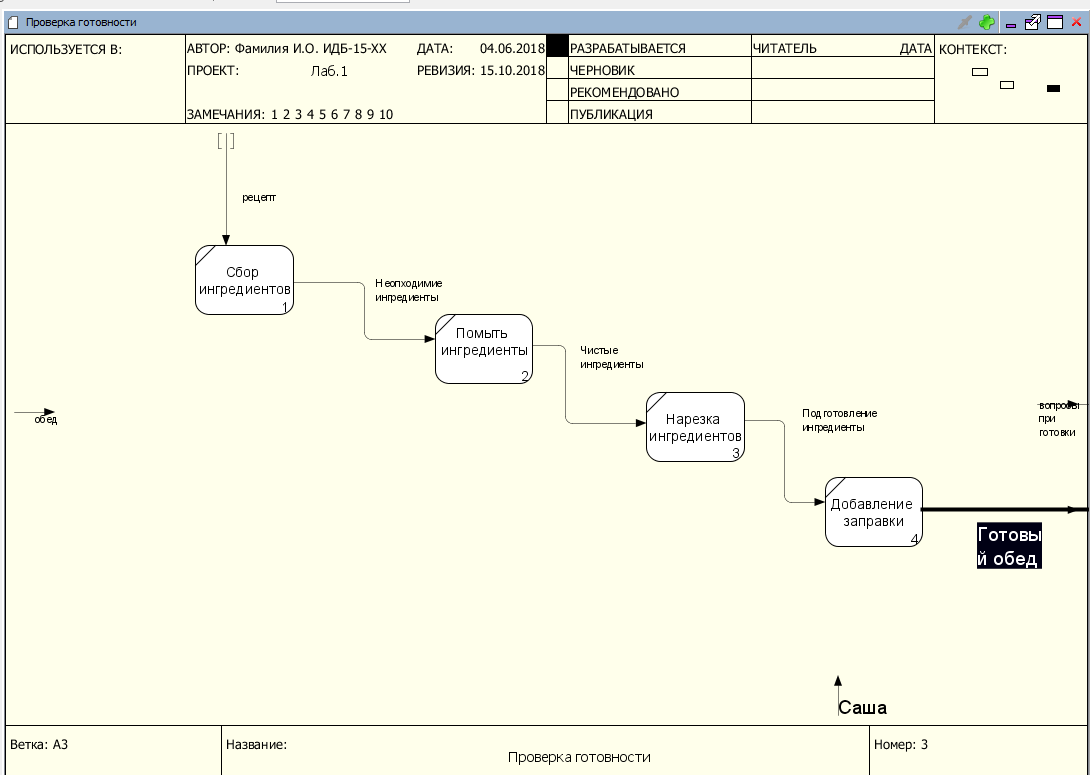 Проверка готовности
ИСПОЛЬЗУЕТСЯ В:
АВТОР: Фамилия И.О. ИДБ-15-ХХ
ДАТА: 04.06.2018
ПРОЕКТ: Лаб.1
РЕВИЗИЯ: 15.10.2018
ЗАМЕЧАНИЯ: 1 2 3 4 5 6 7 8 9 10
РАЗРАБАТЫВАЕТСЯ
ЧЕРНОВИК
РЕКОМЕНДОВАНО
ПУБЛИКАЦИЯ
ЧИТАТЕЛЬ ДАТА
КОНТЕКСТ:
рецепт
Сбор
ингредиентов
1
Неопходимие
ингредиенты
Помыть
ингредиенты
2
Чистые
ингредиенты
Нарезка
ингредиентов
3
Подготовление
ингредиенты
Добавление
заправки
4
обед
вопросы
при
готовки
Готовы
й обед
Саша
Ветка: A3
Название:
Проверка готовности
Номер: 3